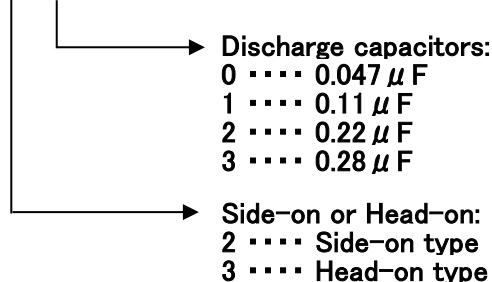 Discharge capacitors:
0 ････ 0.047 μ F
1 ････ 0.11 μ F
2 ････ 0.22 μ F
3 ････ 0.28 μ F
Side-on or Head-on:
2 ････ Side-on type
3 ････ Head-on type